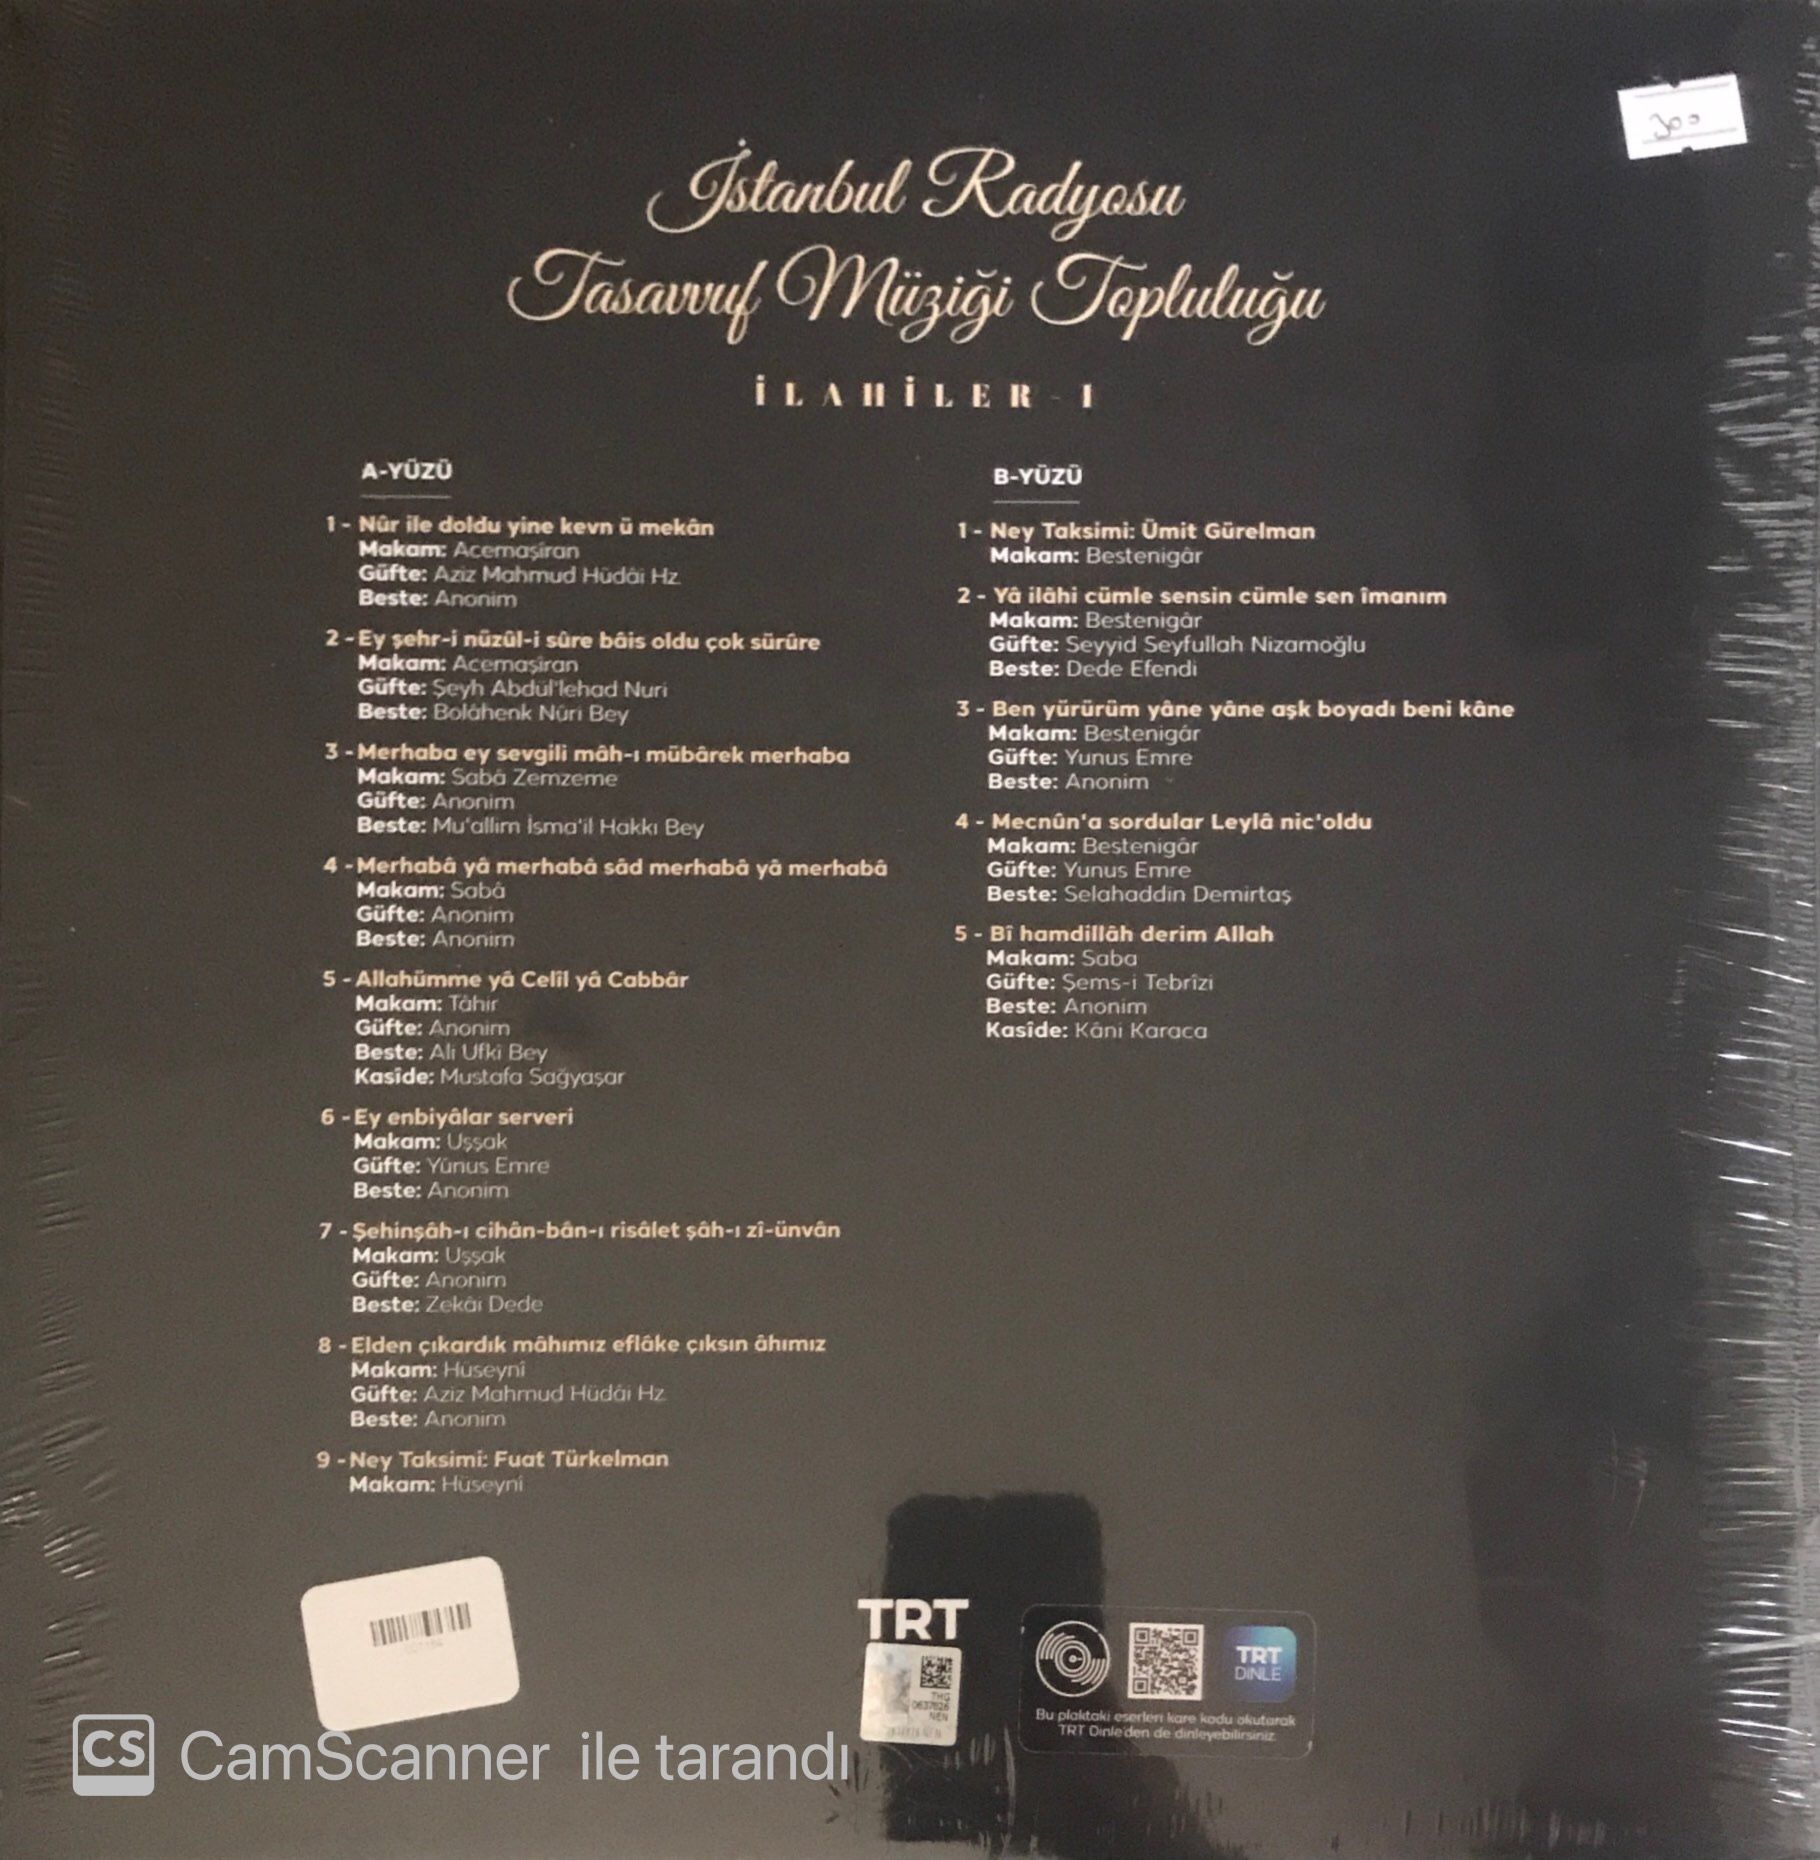 300
İstanbul Radyosu
Tasavvuf Müziği Topluluğu
İLAHİLER - 1
A-YÜZÜ
1 - Nûr ile doldu yine kevn ü mekân
Makam: Acemaşîran
Güfte: Aziz Mahmud Hüdâi Hz.
Beste: Anonim
2 - Ey şehr-i nüzûl-i sûre bâis oldu çok sürûre
Makam: Acemaşîran
Güfte: Şeyh Abdül'lehad Nuri
Beste: Bolâhenk Nûri Bey
3 - Merhaba ey sevgili mâh-ı mübârek merhaba
Makam: Sabâ Zemzeme
Güfte: Anonim
Beste: Mu'allim İsma'il Hakkı Bey
4 - Merhabâ yâ merhabâ sâd merhabâ yâ merhabâ
Makam: Sabâ
Güfte: Anonim
Beste: Anonim
5 - Allahümme yâ Celîl yâ Cabbâr
Makam: Tâhir
Güfte: Anonim
Beste: Ali Ufkî Bey
Kasîde: Mustafa Sağyaşar
6 - Ey enbiyâlar serveri
Makam: Uşşak
Güfte: Yûnus Emre
Beste: Anonim
7 - Şehinşâh-ı cihân-bân-ı risâlet şâh-ı zî-ünvân
Makam: Uşşak
Güfte: Anonim
Beste: Zekâi Dede
8 - Elden çıkardık mâhımız eflâke çıksın âhımız
Makam: Hüseynî
Güfte: Aziz Mahmud Hüdâi Hz.
Beste: Anonim
9 - Ney Taksimi: Fuat Türkelman
Makam: Hüseynî
B-YÜZÜ
1 - Ney Taksimi: Ümit Gürelman
Makam: Bestenigâr
2 - Yâ ilâhi cümle sensin cümle sen îmanım
Makam: Bestenigâr
Güfte: Seyyid Seyfullah Nizamoğlu
Beste: Dede Efendi
3 - Ben yürürüm yâne yâne aşk boyadı beni kâne
Makam: Bestenigâr
Güfte: Yunus Emre
Beste: Anonim
4 - Mecnûn'a sordular Leylâ nic'oldu
Makam: Bestenigâr
Güfte: Yunus Emre
Beste: Selahaddin Demirtaş
5 - Bî hamdillâh derim Allah
Makam: Saba
Güfte: Şems-i Tebrîzi
Beste: Anonim
Kasîde: Kâni Karaca
TRT
THG
0637626
NEN
TRT
DİNLE
Bu plaktaki eserleri kare kodu okutarak
TRT Dinle'den de dinleyebilirsiniz.
CS CamScanner ile tarandı